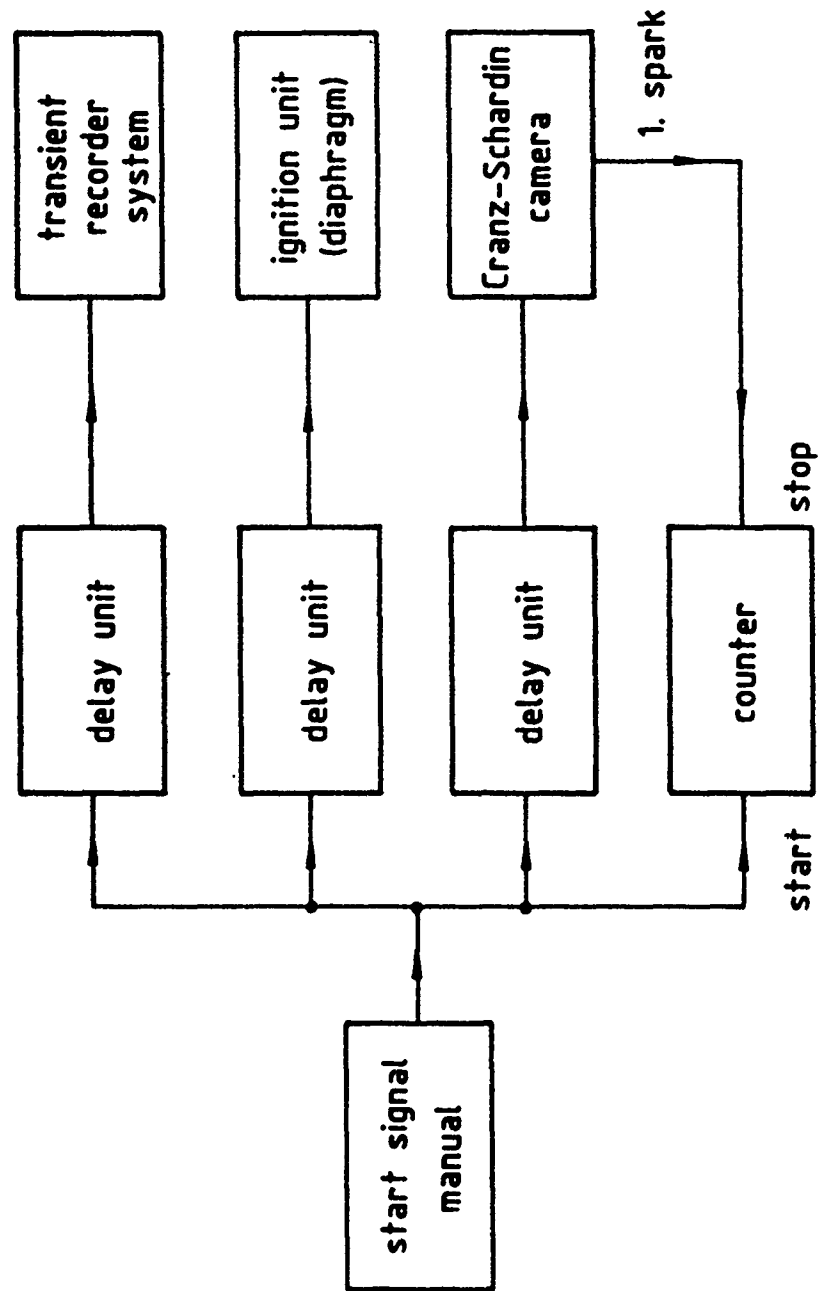 start signal
manual
delay unit
transient
recorder
system
delay unit
ignition unit
(diaphragm)
delay unit
Cranz-Schardin
camera
1. spark
start
counter
stop